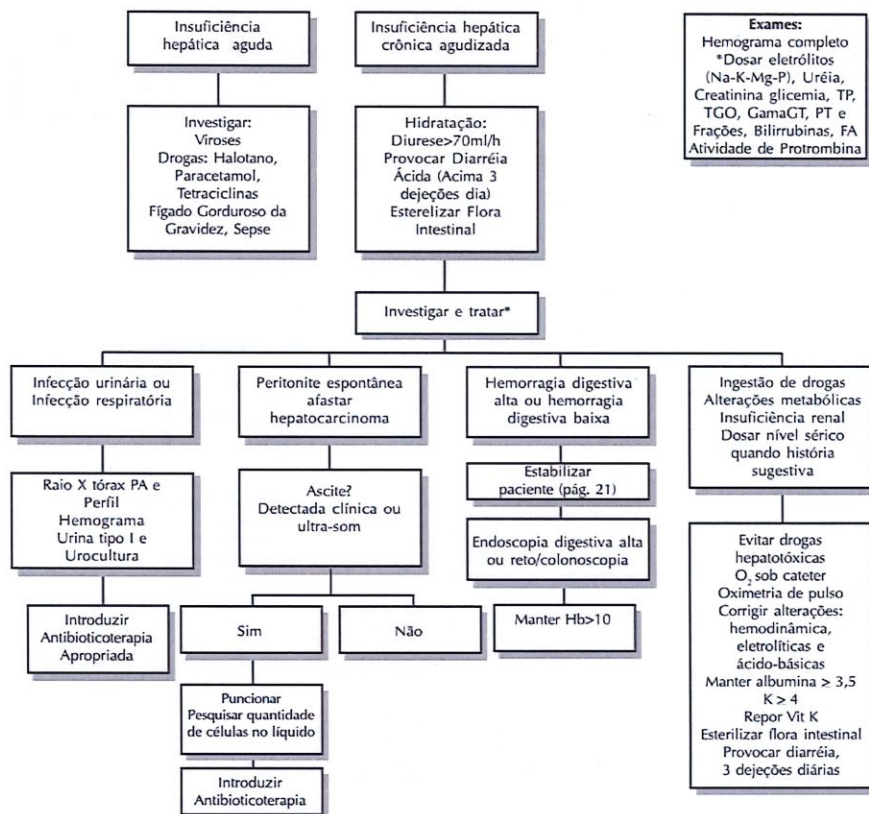 Insuficiência
hepática aguda
Insuficiência hepática
crônica agudizada
Exames:
Hemograma completo
*Dosar eletrólitos
(Na-K-Mg-P), Uréia,
Creatinina glicemia, TP,
TGO, GamaGT, PT e
Frações, Bilirrubinas, FA
Atividade de Protrombina
Investigar:
Viroses
Drogas: Halotano,
Paracetamol,
Tetraciclinas
Fígado Gorduroso da
Gravidez, Sepse
Hidratação:
Diurese>70ml/h
Provocar Diarréia
Ácida (Acima 3
dejeções dia)
Esterelizar Flora
Intestinal
Investigar e tratar*
Infecção urinária ou
Infecção respiratória
Peritonite espontânea
afastar
hepatocarcinoma
Hemorragia digestiva
alta ou hemorragia
digestiva baixa
Ingestão de drogas
Alterações metabólicas
Insuficiência renal
Dosar nível sérico
quando história
sugestiva
Raio X tórax PA e
Perfil
Hemograma
Urina tipo I e
Urocultura
Ascite?
Detectada clínica ou
ultra-som
Estabilizar
paciente (pág. 21)
Endoscopia digestiva alta
ou reto/colonoscopia
Evitar drogas
hepatotóxicas
O₂ sob cateter
Oximetria de pulso
Corrigir alterações:
hemodinâmica,
eletrolíticas e
ácido-básicas
Manter albumina ≥ 3,5
K ≥ 4
Repor Vit K
Esterilizar flora intestinal
Provocar diarréia,
3 dejeções diárias
Introduzir
Antibioticoterapia
Apropriada
Sim
Não
Manter Hb>10
Puncionar
Pesquisar quantidade
de células no líquido
Introduzir
Antibioticoterapia